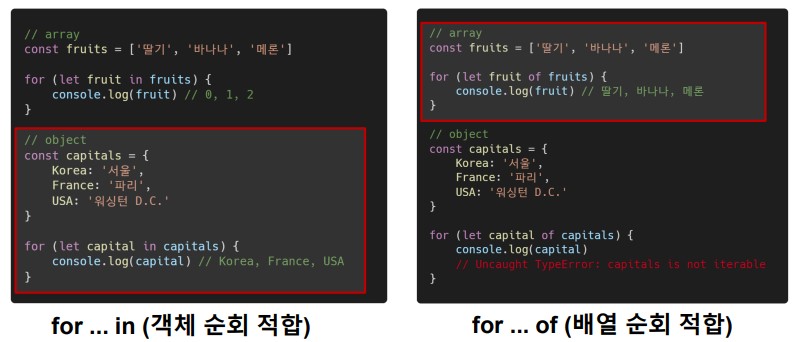 // array
const fruits = ['딸기', '바나나', '메론']
for (let fruit in fruits) {
    console.log(fruit) // 0, 1, 2
}
// object
const capitals = {
    Korea: '서울',
    France: '파리',
    USA: '워싱턴 D.C.'
}
for (let capital in capitals) {
    console.log(capital) // Korea, France, USA
}
for ... in (객체 순회 적합)
// array
const fruits = ['딸기', '바나나', '메론']
for (let fruit of fruits) {
    console.log(fruit) // 딸기, 바나나, 메론
}
// object
const capitals = {
    Korea: '서울',
    France: '파리',
    USA: '워싱턴 D.C.'
}
for (let capital of capitals) {
    console.log(capital)
    // Uncaught TypeError: capitals is not iterable
}
for ... of (배열 순회 적합)